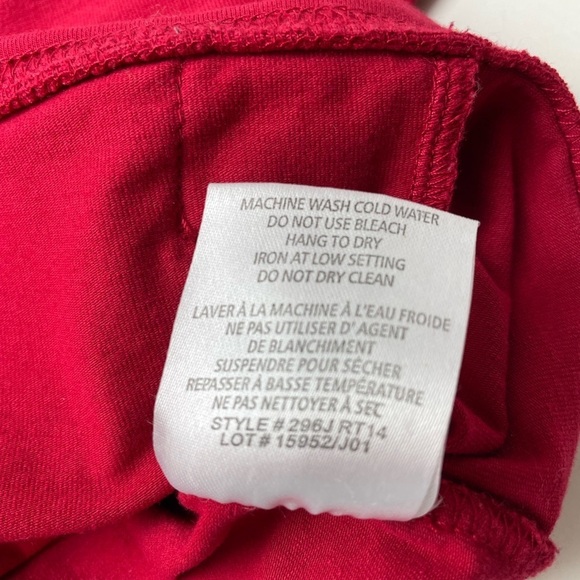 MACHINE WASH COLD WATER
DO NOT USE BLEACH
HANG TO DRY
IRON AT LOW SETTING
DO NOT DRY CLEAN
LAVER À LA MACHINE À L'EAU FROIDE
NE PAS UTILISER D'AGENT
DE BLANCHIMENT
SUSPENDRE POUR SÉCHER
REPASSER À BASSE TEMPÉRATURE
NE PAS NETTOYER À SEC
STYLE # 296J RT14
LOT # 15952/J01